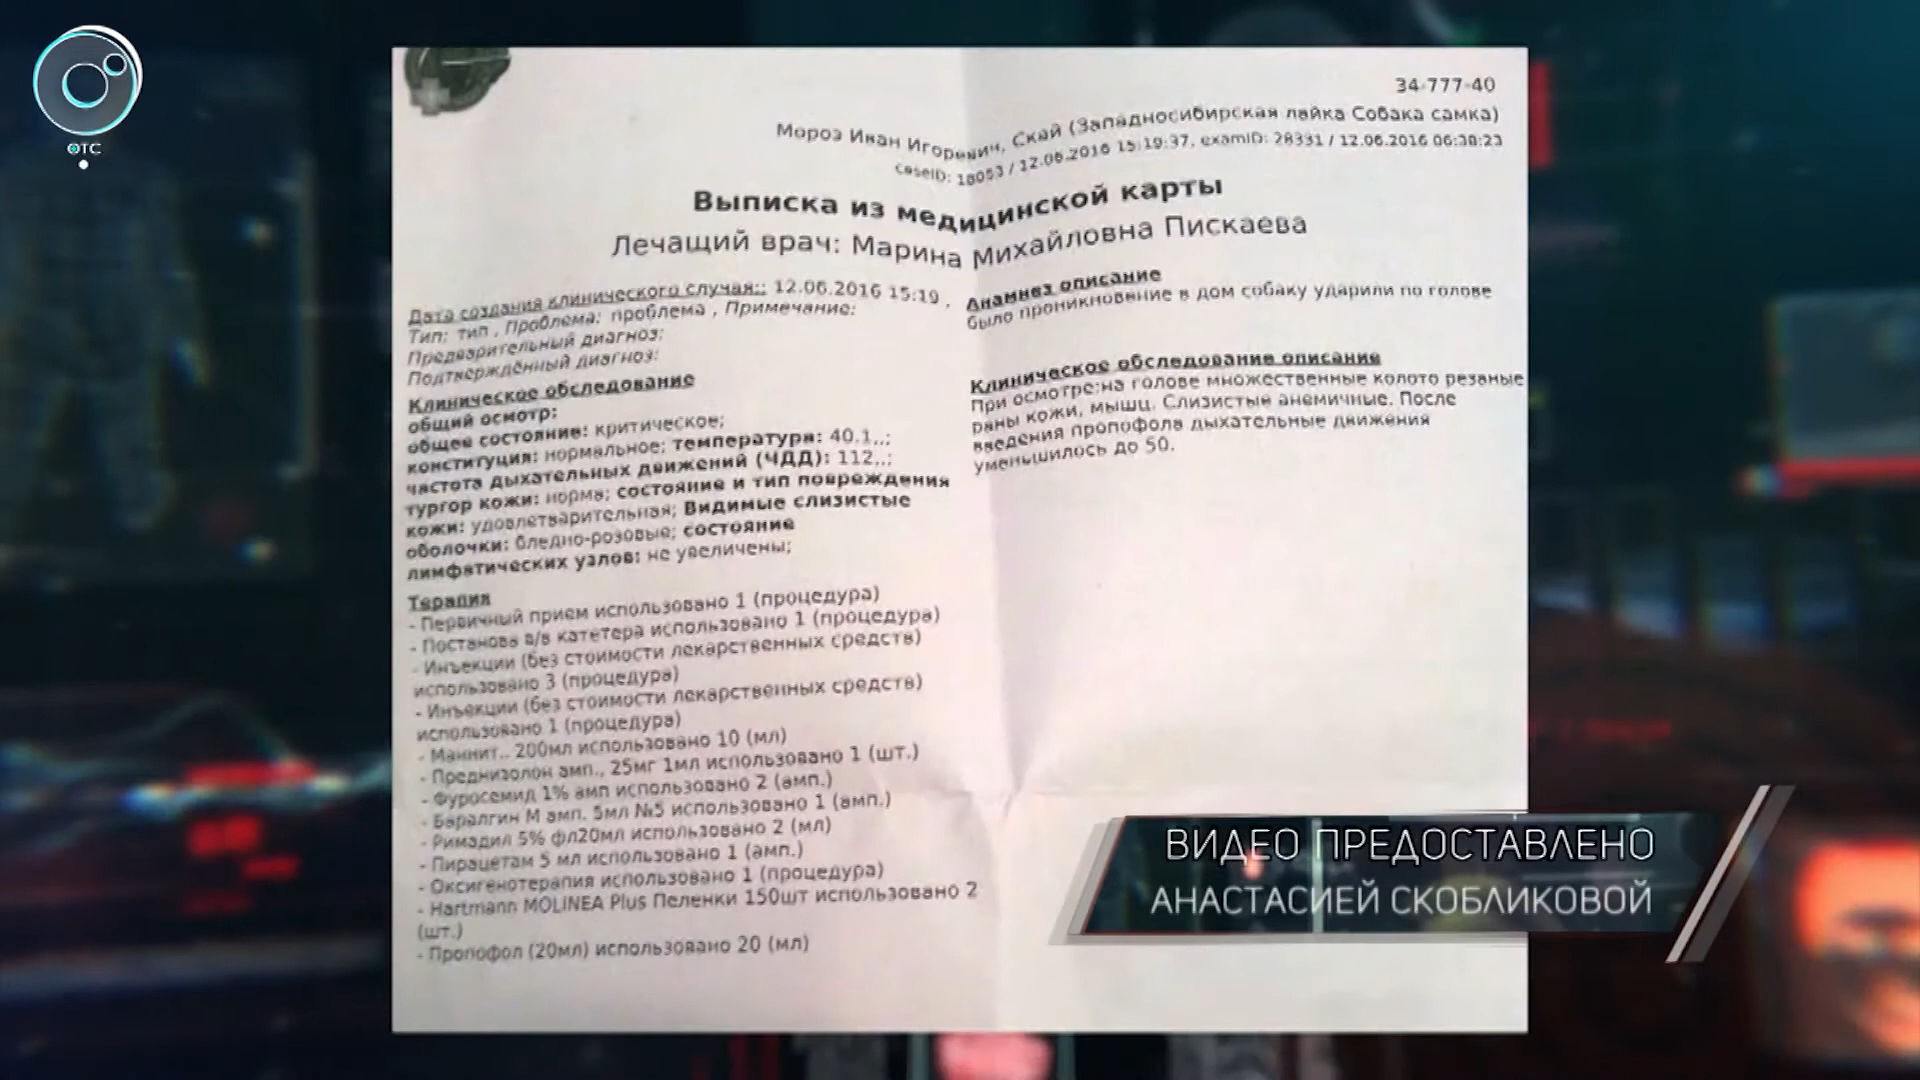 ОТС
34-777-40
Мороз Иван Игоревич, Скай (Западносибирская лайка Собака самка)
caseID: 18053 / 12.06.2016 15:19:37, examID: 28331 / 12.06.2016 06:30:23
Выписка из медицинской карты
Лечащий врач: Марина Михайловна Пискаева
Дата создания клинического случая:: 12.06.2016 15:19 ,
Тип: тип , Проблема: проблема , Примечание:
Предварительный диагноз:
Подтверждённый диагноз:
Клиническое обследование
общий осмотр:
общее состояние: критическое;
конституция: нормальное; температура: 40.1,,;
частота дыхательных движений (ЧДД): 112,,;
тургор кожи: норма; состояние и тип повреждения
кожи: удовлетварительная; Видимые слизистые
оболочки: бледно-розовые; состояние
лимфатических узлов: не увеличены;
Терапия
- Первичный прием использовано 1 (процедура)
- Постанова в/в катетера использовано 1 (процедура)
- Инъекции (без стоимости лекарственных средств)
использовано 3 (процедура)
- Инъекции (без стоимости лекарственных средств)
использовано 1 (процедура)
- Маннит.. 200мл использовано 10 (мл)
- Преднизолон амп., 25мг 1мл использовано 1 (шт.)
- Фуросемид 1% амп использовано 2 (амп.)
- Баралгин М амп. 5мл №5 использовано 1 (амп.)
- Римадил 5% фл20мл использовано 2 (мл)
- Пирацетам 5 мл использовано 1 (амп.)
- Оксигенотерапия использовано 1 (процедура)
- Hartmann MOLINEA Plus Пеленки 150шт использовано 2
(шт.)
- Пропофол (20мл) использовано 20 (мл)
Анамнез описание
было проникновение в дом собаку ударили по голове
Клиническое обследование описание
При осмотре:на голове множественные колото резаные
раны кожи, мышц. Слизистые анемичные. После
введения пропофола дыхательные движения
уменьшилось до 50.
ВИДЕО ПРЕДОСТАВЛЕНО
АНАСТАСИЕЙ СКОБЛИКОВОЙ